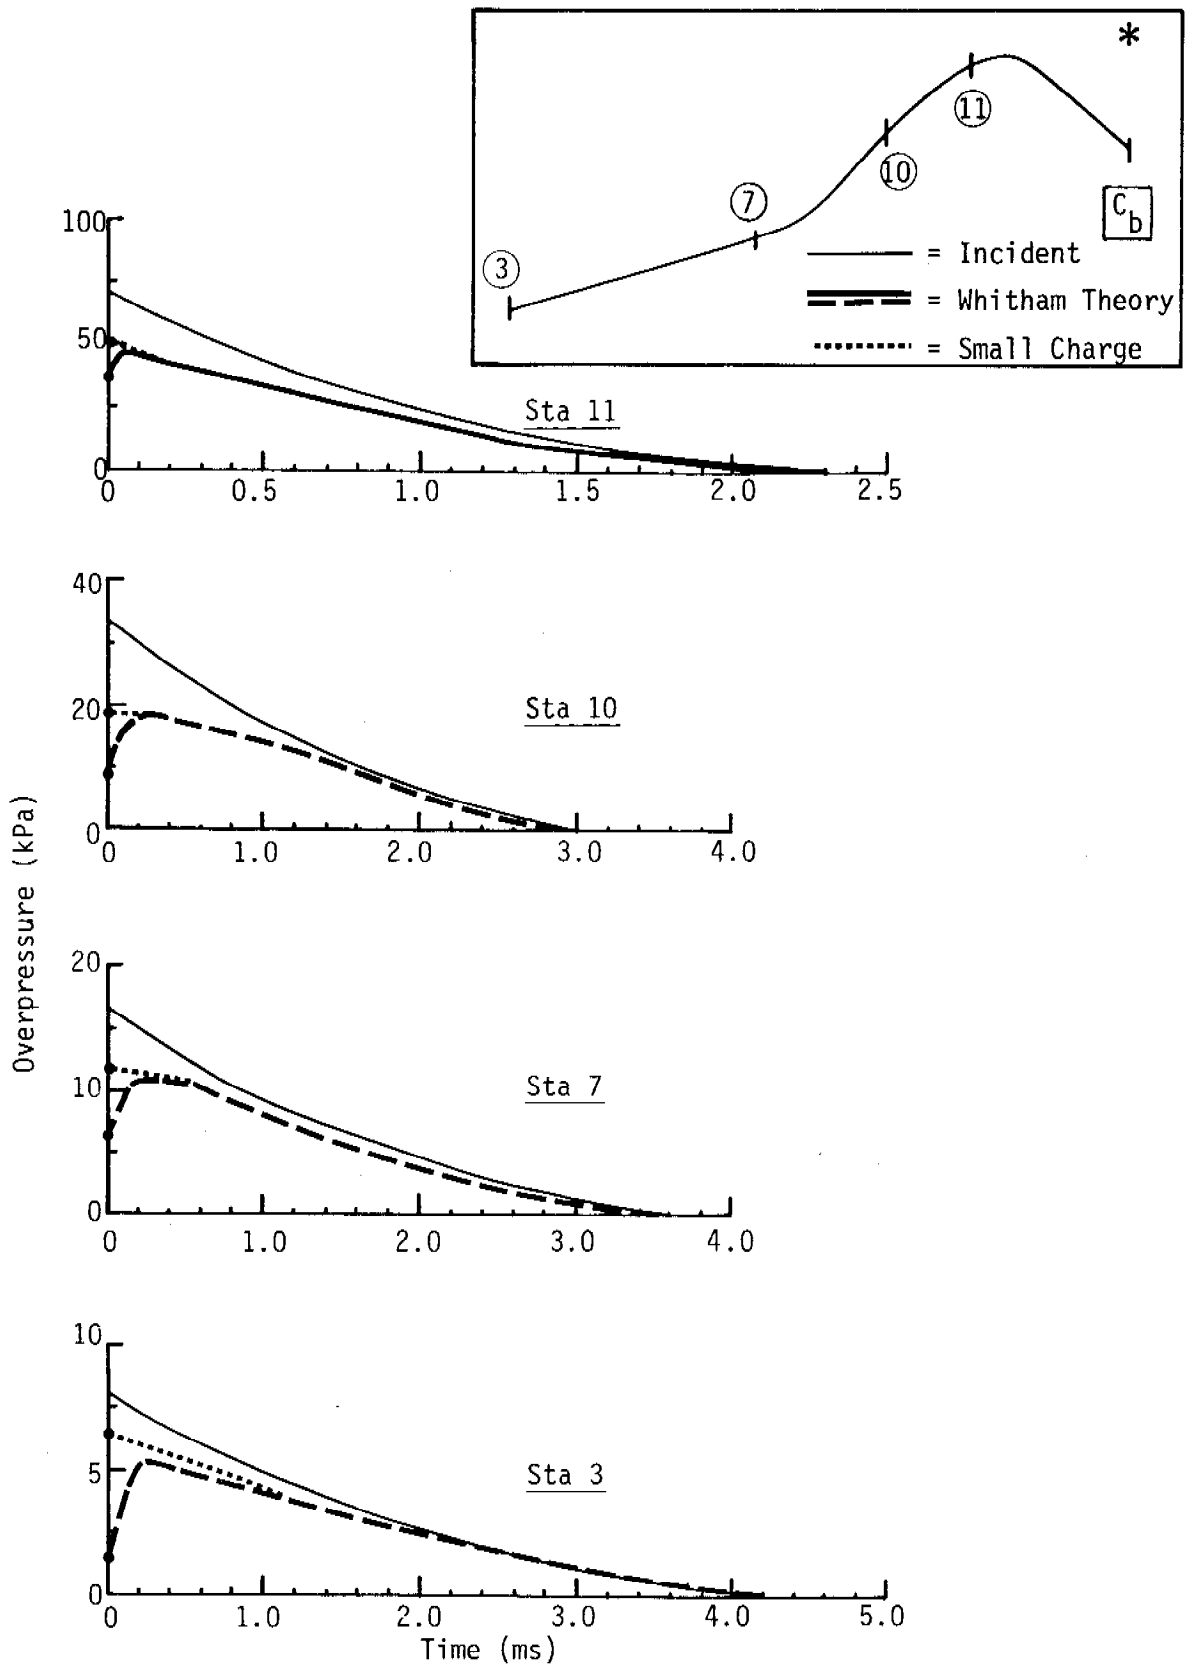 *
11
10
7
3
C_b
= Incident
= Whitham Theory
= Small Charge
100
50
0
Sta 11
0 0.5 1.0 1.5 2.0 2.5
40
20
0
Sta 10
0 1.0 2.0 3.0 4.0
Overpressure (kPa)
20
10
0
Sta 7
0 1.0 2.0 3.0 4.0
10
5
0
Sta 3
0 1.0 2.0 3.0 4.0 5.0
Time (ms)